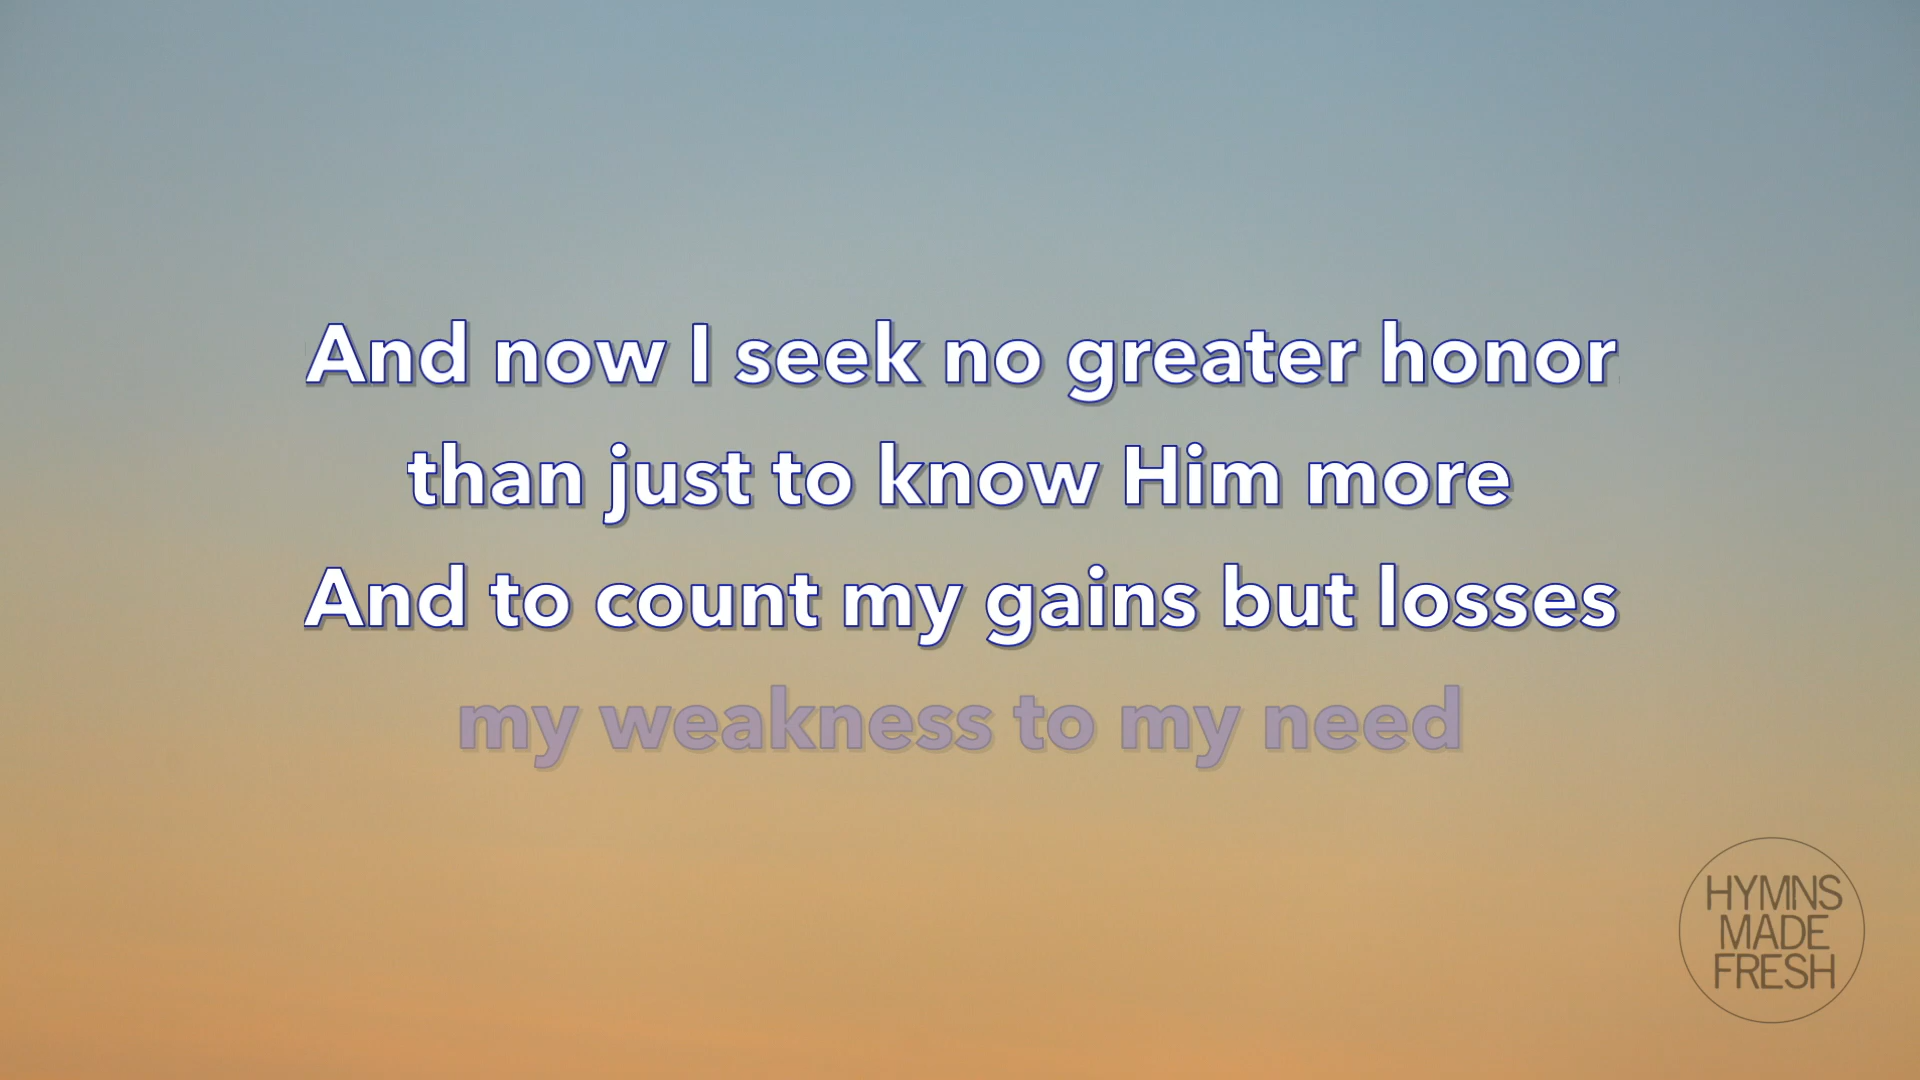 And now I seek no greater honor
than just to know Him more
And to count my gains but losses
my weakness to my need
HYMNS
MADE
FRESH